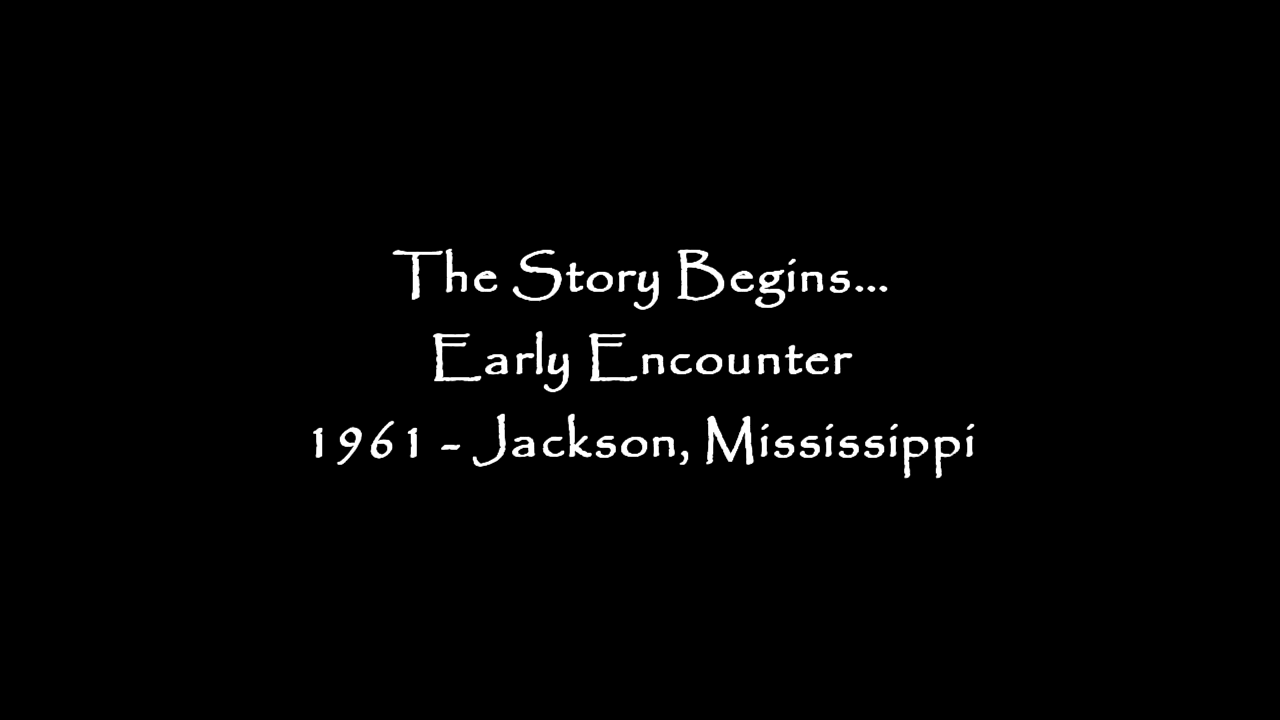 The Story Begins...
Early Encounter
1961 - Jackson, Mississippi